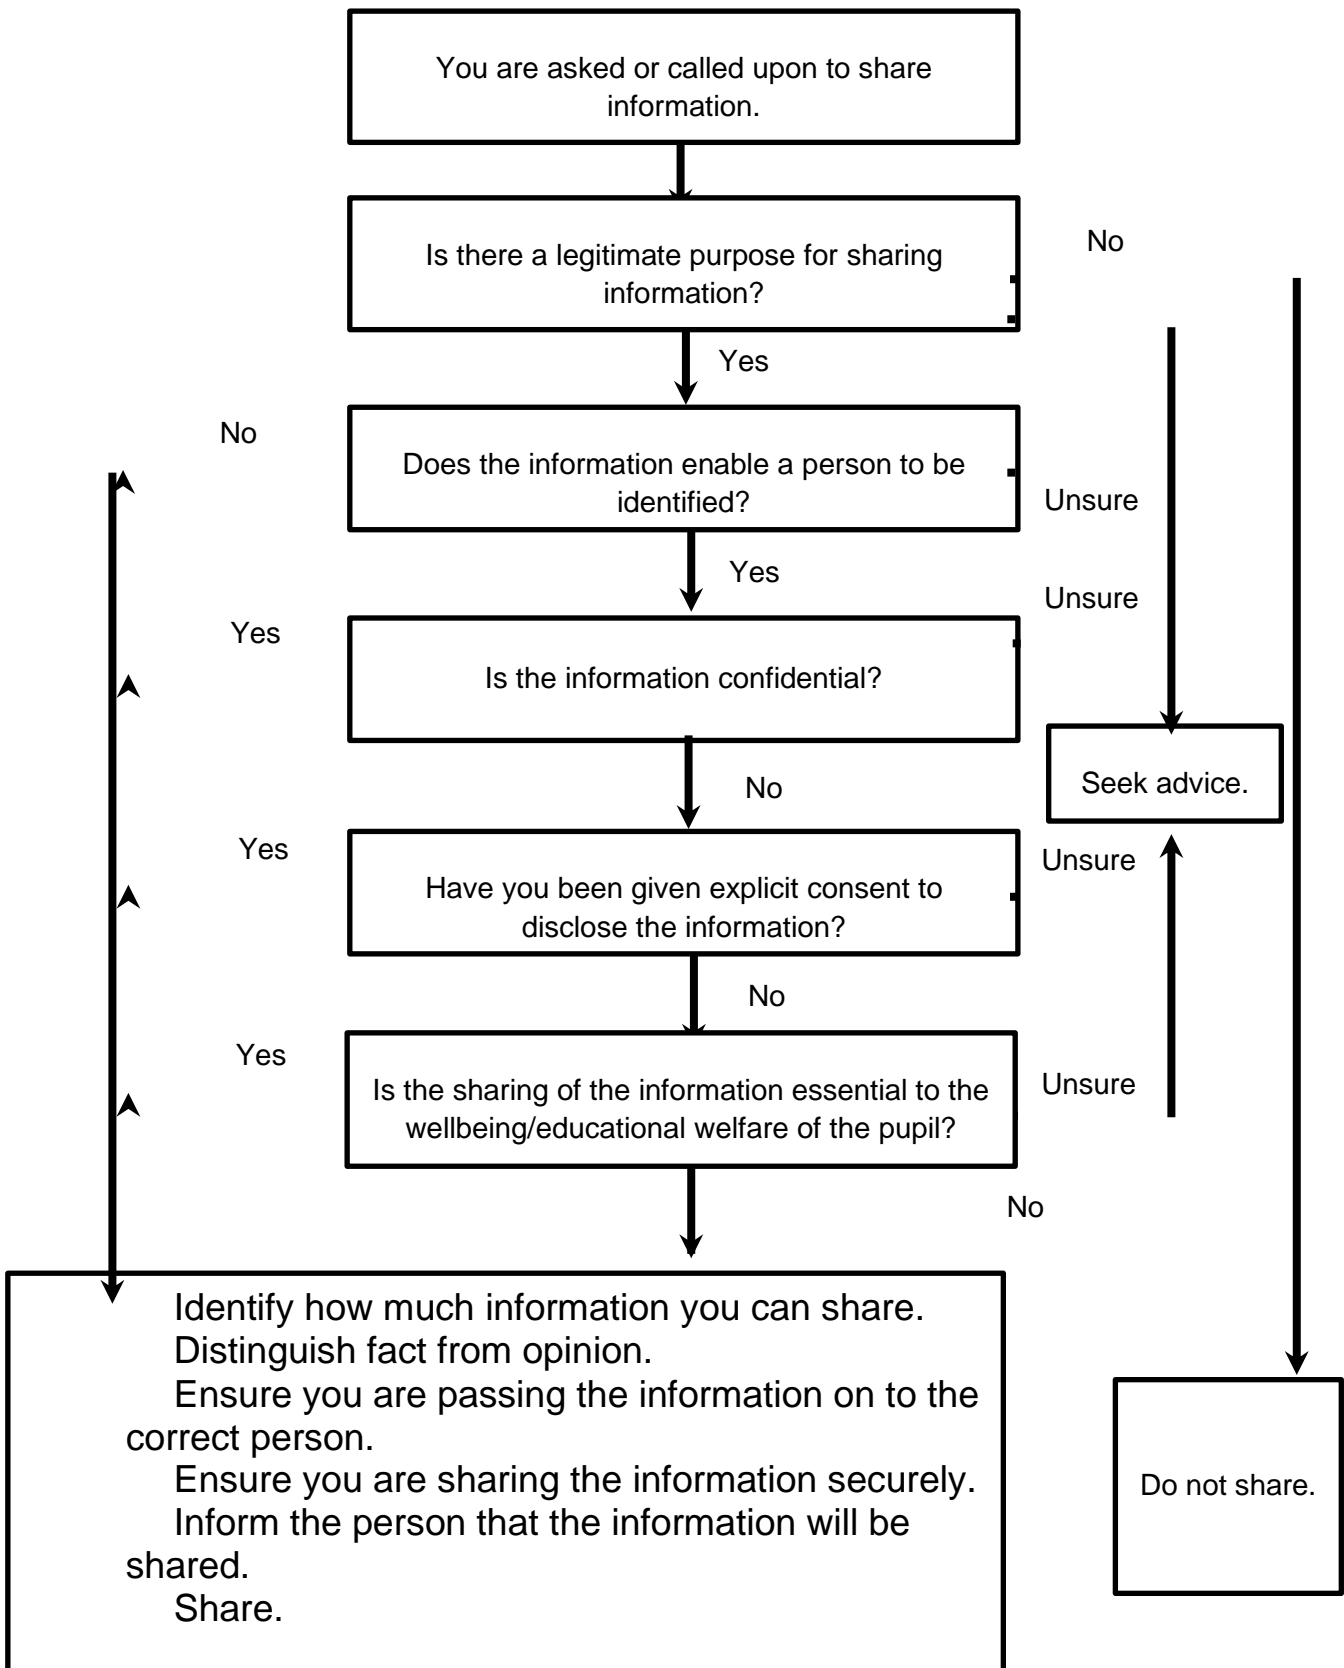 You are asked or called upon to share
information.
Is there a legitimate purpose for sharing
information?
No
Yes
No
Does the information enable a person to be
identified?
Unsure
Yes
Unsure
Yes
Is the information confidential?
Seek advice.
No
Yes
Unsure
Have you been given explicit consent to
disclose the information?
No
Yes
Is the sharing of the information essential to the
wellbeing/educational welfare of the pupil?
Unsure
No
Identify how much information you can share.
Distinguish fact from opinion.
Ensure you are passing the information on to the
correct person.
Ensure you are sharing the information securely.
Inform the person that the information will be
shared.
Share.
Do not share.